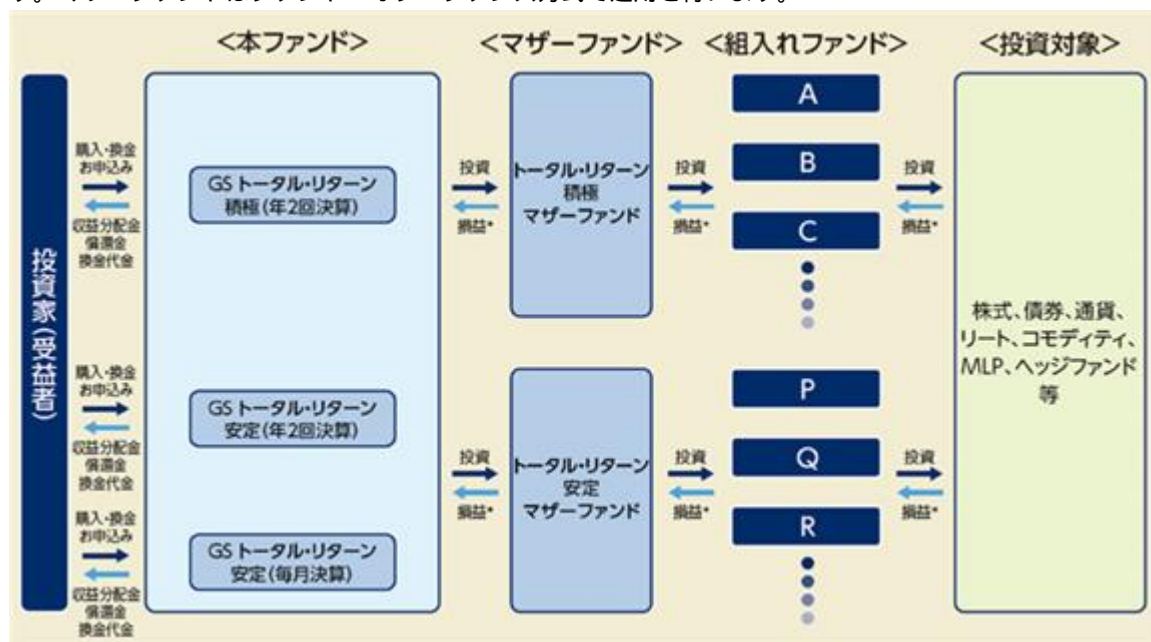 ＜本ファンド＞
＜マザーファンド＞
＜組入れファンド＞
＜投資対象＞
投資家（受益者）
購入・換金
お申込み
収益分配金
償還金
換金代金
GS トータル・リターン
積極（年2回決算）
投資
損益*
トータル・リターン
積極
マザーファンド
投資
損益*
A
B
C
投資
損益*
購入・換金
お申込み
収益分配金
償還金
換金代金
GS トータル・リターン
安定（年2回決算）
購入・換金
お申込み
収益分配金
償還金
換金代金
GS トータル・リターン
安定（毎月決算）
投資
損益*
トータル・リターン
安定
マザーファンド
投資
損益*
P
Q
R
投資
損益*
株式、債券、通貨、
リート、コモディティ、
MLP、ヘッジファンド
等